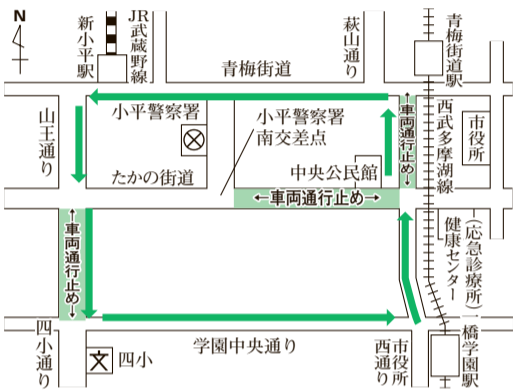 N
新小平駅
JR武蔵野線
萩山通り
青梅街道駅
青梅街道
山王通り
小平警察署
小平警察署
南交差点
車両通行止め
西武多摩湖線
市役所
たかの街道
中央公民館
車両通行止め
車両通行止め
健康センター
(応急診療所)
一橋学園駅
四小通り
文
四小
学園中央通り
市役所
西通り